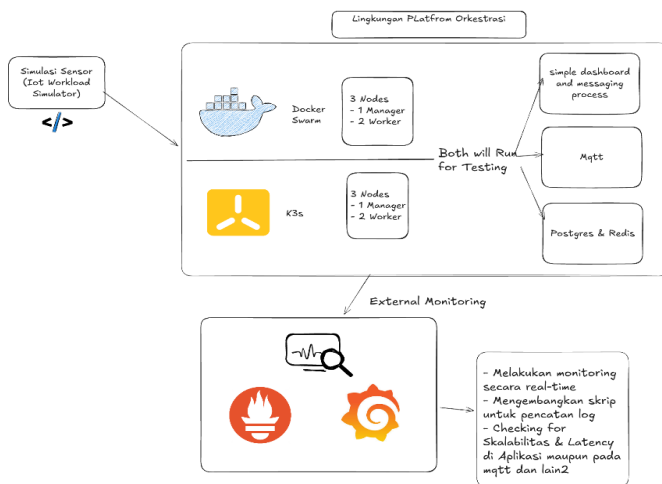 Lingkungan PLatfrom Orkestrasi
Simulasi Sensor
(Iot Workload
Simulator)
</>
Docker
Swarm
3 Nodes
- 1 Manager
- 2 Worker
K3s
3 Nodes
- 1 Manager
- 2 Worker
Both will Run
for Testing
simple dashboard
and messaging
process
Mqtt
Postgres & Redis
External Monitoring
- Melakukan monitoring
secara real-time
- Mengembangkan skrip
untuk pencatan log
- Checking for
Skalabilitas & Latency
di Aplikasi maupun pada
mqtt dan lain2